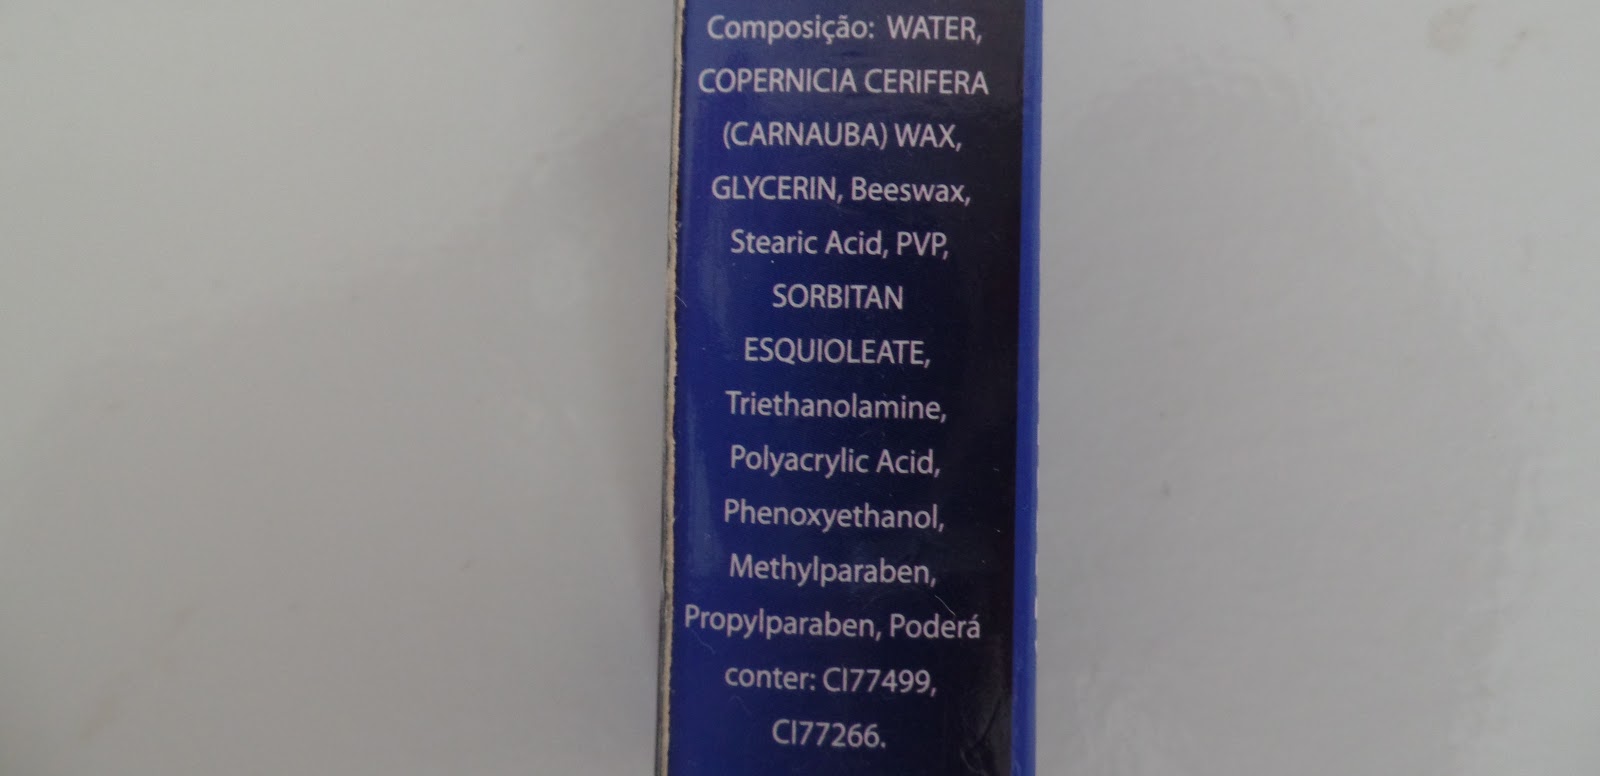 Composição: WATER,
COPERNICIA CERIFERA
(CARNAUBA) WAX,
GLYCERIN, Beeswax,
Stearic Acid, PVP,
SORBITAN
ESQUIOLEATE,
Triethanolamine,
Polyacrylic Acid,
Phenoxyethanol,
Methylparaben,
Propylparaben, Poderá
conter: CI77499,
CI77266.